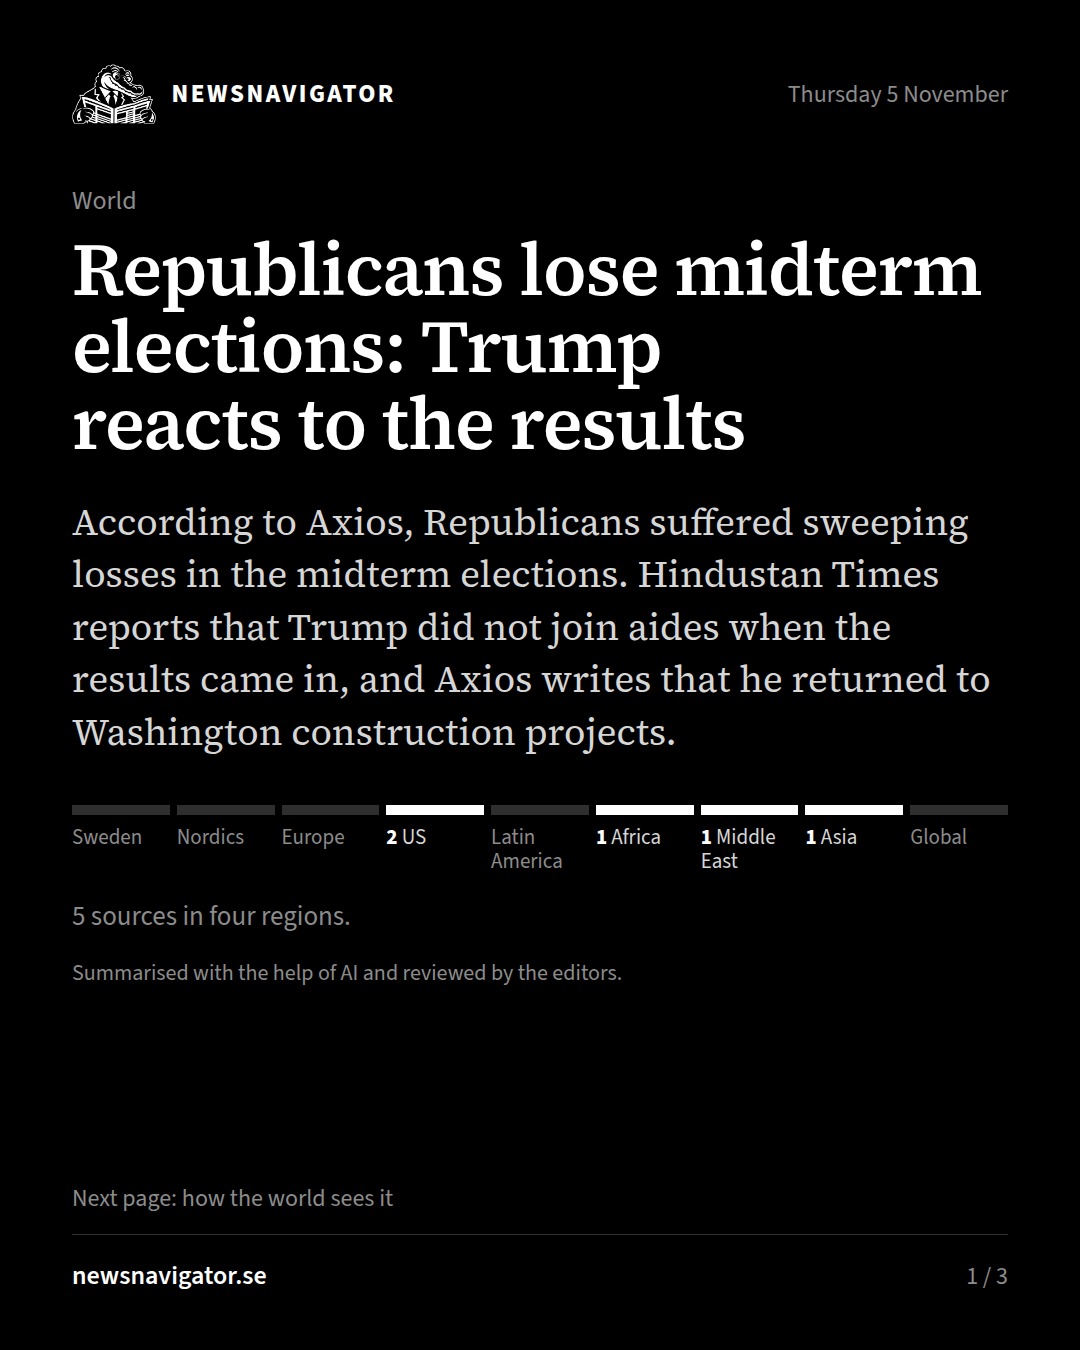 NEWSNAVIGATOR
Thursday 5 November
World
Republicans lose midterm
elections: Trump
reacts to the results
According to Axios, Republicans suffered sweeping
losses in the midterm elections. Hindustan Times
reports that Trump did not join aides when the
results came in, and Axios writes that he returned to
Washington construction projects.
Sweden
Nordics
Europe
2 US
Latin
America
1 Africa
1 Middle
East
1 Asia
Global
5 sources in four regions.
Summarised with the help of AI and reviewed by the editors.
Next page: how the world sees it
newsnavigator.se
1 / 3